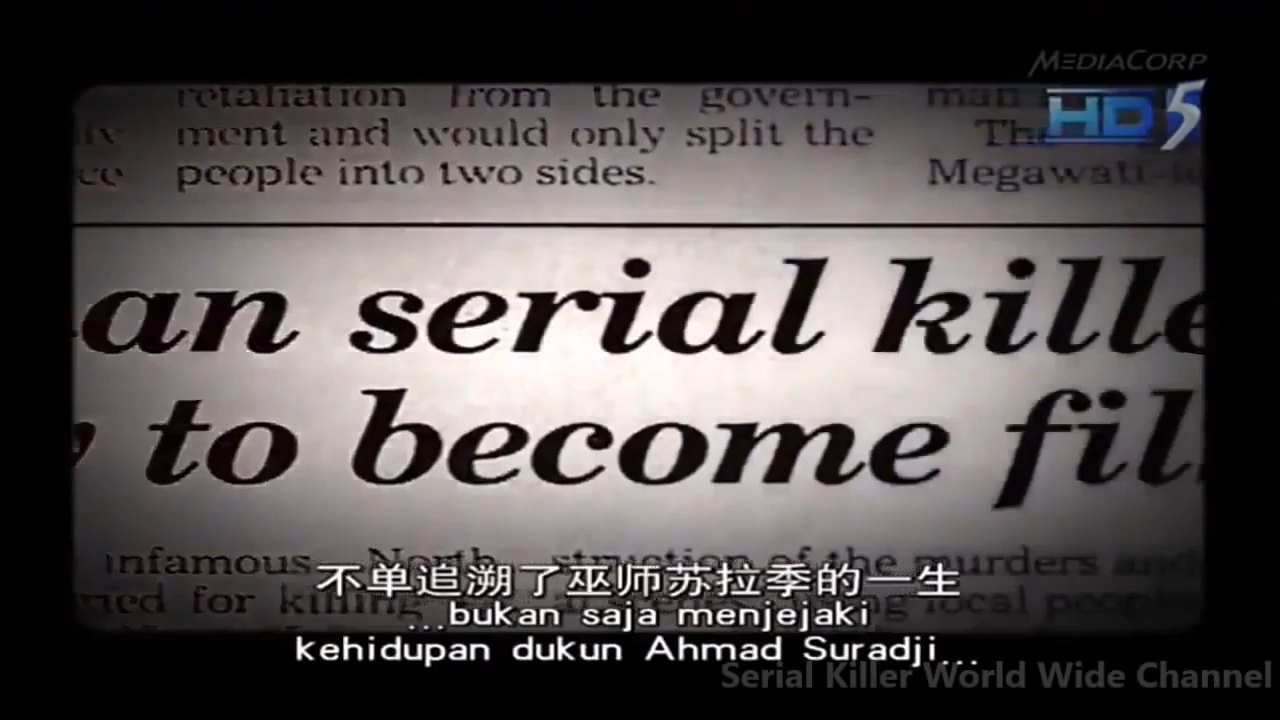 MEDIACORP
HD5
retaliation from the govern-
ment and would only split the
people into two sides.
Megawati-
an serial kille
to become fil
infamous North struction of the murders and
for killing local people
不单追溯了巫师苏拉季的一生
...bukan saja menjejaki
kehidupan dukun Ahmad Suradji...
Serial Killer World Wide Channel